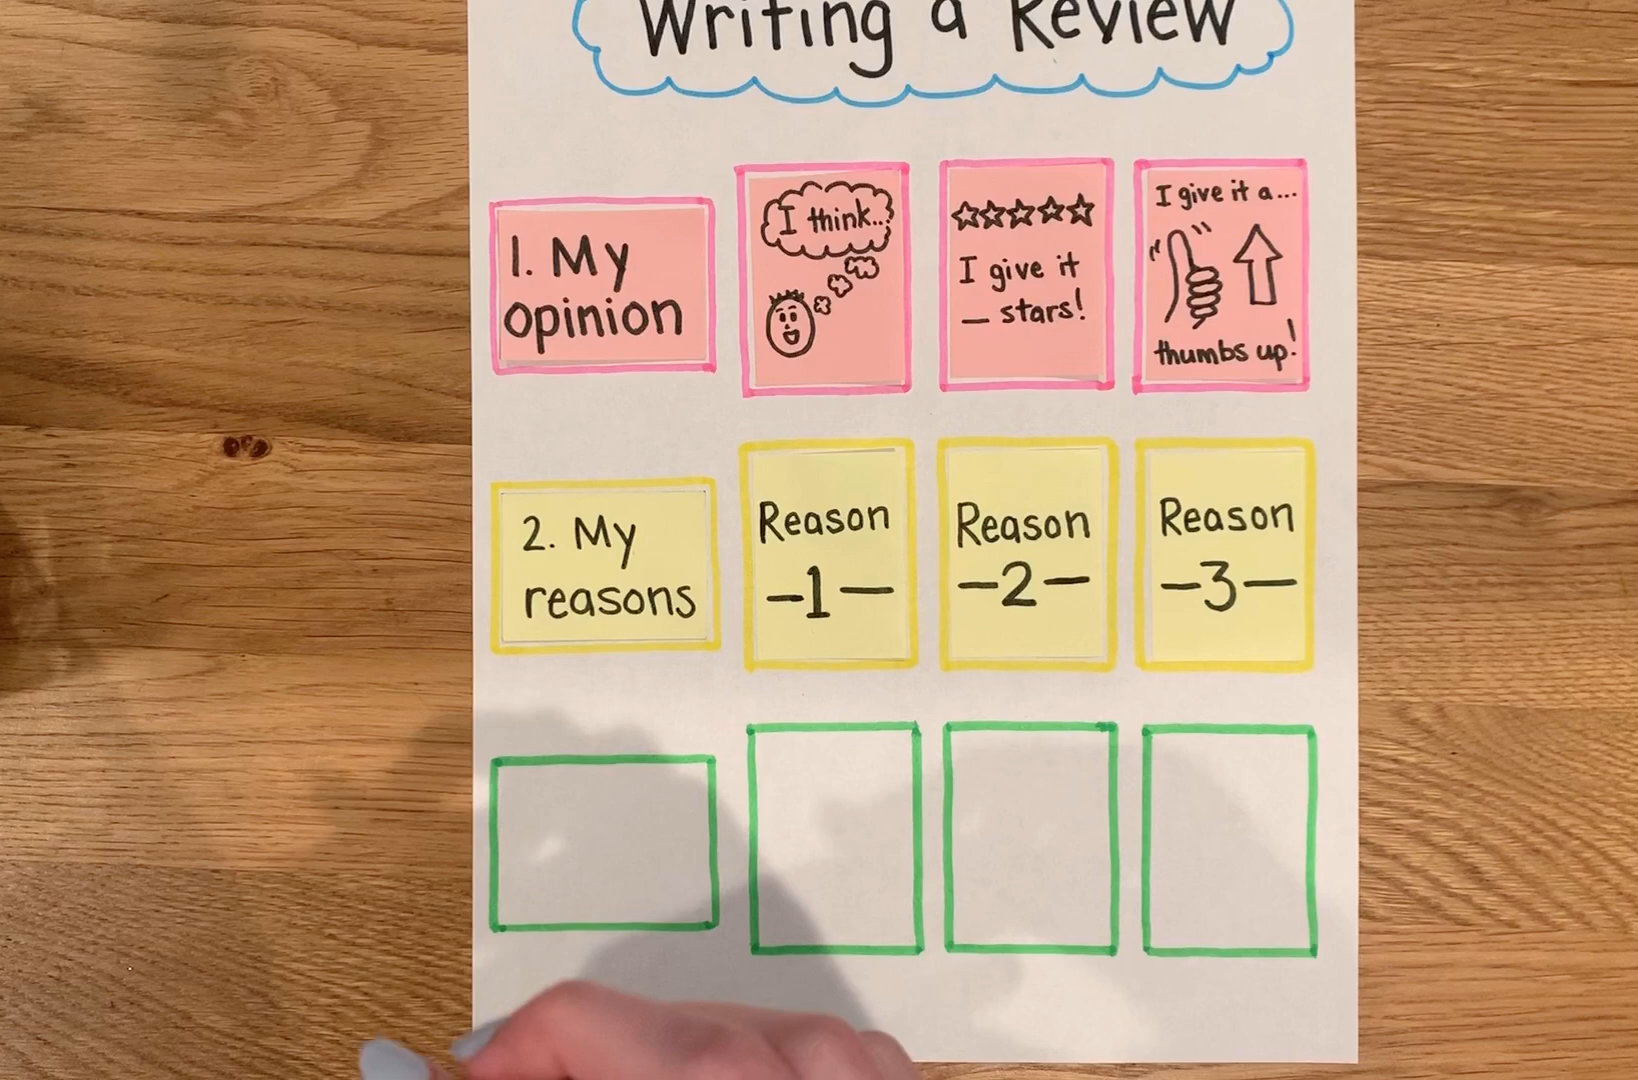 Writing a Review
1. My
opinion
I think...
I give it
_ stars!
I give it a...
thumbs up!
2. My
reasons
Reason
-1-
Reason
-2-
Reason
-3-